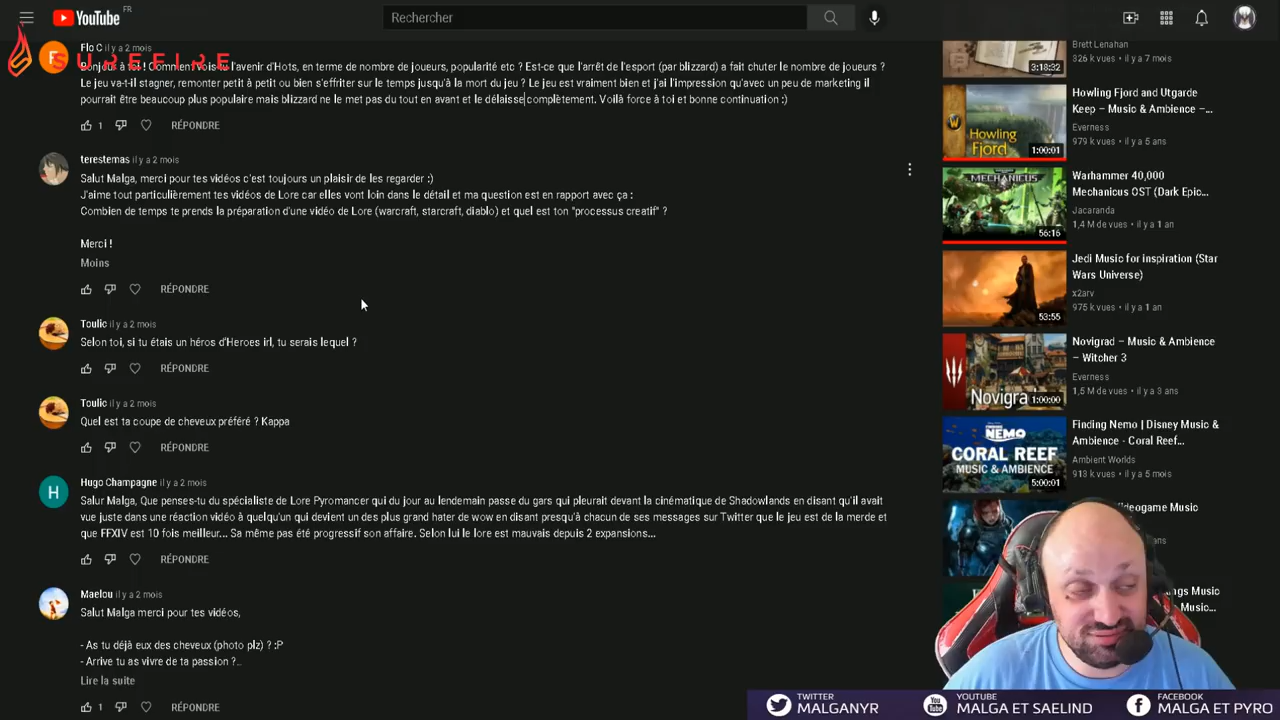 YouTube FR
Rechercher
SUREFIRE
Flo C il y a 2 mois
! Comment vois tu l'avenir d'Hots, en terme de nombre de joueurs, popularité etc ? Est-ce que l'arrêt de l'esport (par blizzard) a fait chuter le nombre de joueurs ?
Le jeu va-t-il stagner, remonter petit à petit ou bien s'effriter sur le temps jusqu'à la mort du jeu ? Le jeu est vraiment bien et j'ai l'impression qu'avec un peu de marketing il
pourrait être beaucoup plus populaire mais blizzard ne le met pas du tout en avant et le délaisse complètement. Voilà force à toi et bonne continuation :)
1 RÉPONDRE
terestemas il y a 2 mois
Salut Malga, merci pour tes vidéos c'est toujours un plaisir de les regarder :)
J'aime tout particulièrement tes vidéos de Lore car elles vont loin dans le détail et ma question est en rapport avec ça :
Combien de temps te prends la préparation d'une vidéo de Lore (warcraft, starcraft, diablo) et quel est ton "processus creatif" ?
Merci !
Moins
RÉPONDRE
Toulic il y a 2 mois
Selon toi, si tu étais un héros d'Heroes irl, tu serais lequel ?
RÉPONDRE
Toulic il y a 2 mois
Quel est ta coupe de cheveux préféré ? Kappa
RÉPONDRE
H
Hugo Champagne il y a 2 mois
Salur Malga, Que penses-tu du spécialiste de Lore Pyromancer qui du jour au lendemain passe du gars qui pleurait devant la cinématique de Shadowlands en disant qu'il avait
vue juste dans une réaction vidéo à quelqu'un qui devient un des plus grand hater de wow en disant presqu'à chacun de ses messages sur Twitter que le jeu est de la merde et
que FFXIV est 10 fois meilleur... Sa même pas été progressif son affaire. Selon lui le lore est mauvais depuis 2 expansions...
RÉPONDRE
Maelou il y a 2 mois
Salut Malga merci pour tes vidéos,
- As tu déjà eux des cheveux (photo plz) ? :P
- Arrive tu as vivre de ta passion ?...
Lire la suite
1 RÉPONDRE
3:18:32
Brett Lenahan
326 k vues • il y a 7 mois
Howling
Fjord
1:00:01
Howling Fjord and Utgarde
Keep – Music & Ambience –...
Everness
979 k vues • il y a 5 ans
MECHANICUS
56:16
Warhammer 40,000
Mechanicus OST (Dark Epic...
Jacaranda
1,4 M de vues • il y a 1 an
53:55
Jedi Music for inspiration (Star
Wars Universe)
x2arv
975 k vues • il y a 1 an
Novigra
1:00:00
Novigrad – Music & Ambience
– Witcher 3
Everness
1,5 M de vues • il y a 3 ans
FINDING
NEMO
CORAL REEF
MUSIC & AMBIENCE
5:00:01
Finding Nemo | Disney Music &
Ambience - Coral Reef...
Ambient Worlds
913 k vues • il y a 5 mois
Videogame Music
ans
ngs Music
Music...
TWITTER
MALGANYR
You
Tube
YOUTUBE
MALGA ET SAELIND
FACEBOOK
MALGA ET PYRO